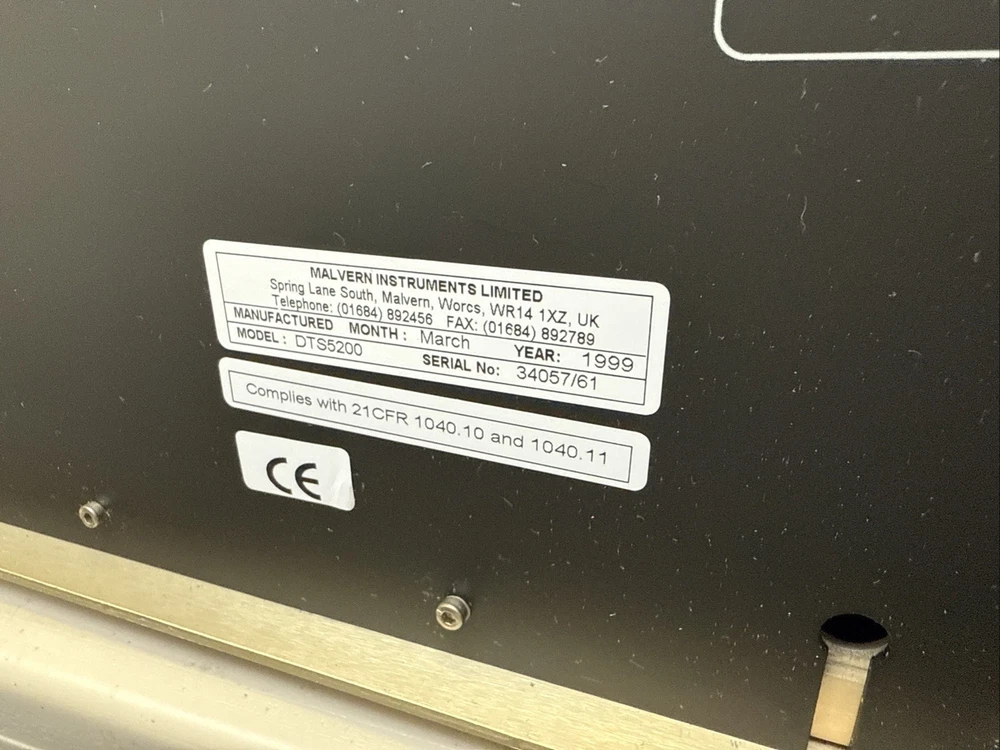 MALVERN INSTRUMENTS LIMITED
Spring Lane South, Malvern, Worcs, WR14 1XZ, UK
Telephone: (01684) 892456 FAX: (01684) 892789
MANUFACTURED MONTH: March YEAR: 1999
MODEL: DTS5200 SERIAL No: 34057/61
Complies with 21CFR 1040.10 and 1040.11
CE